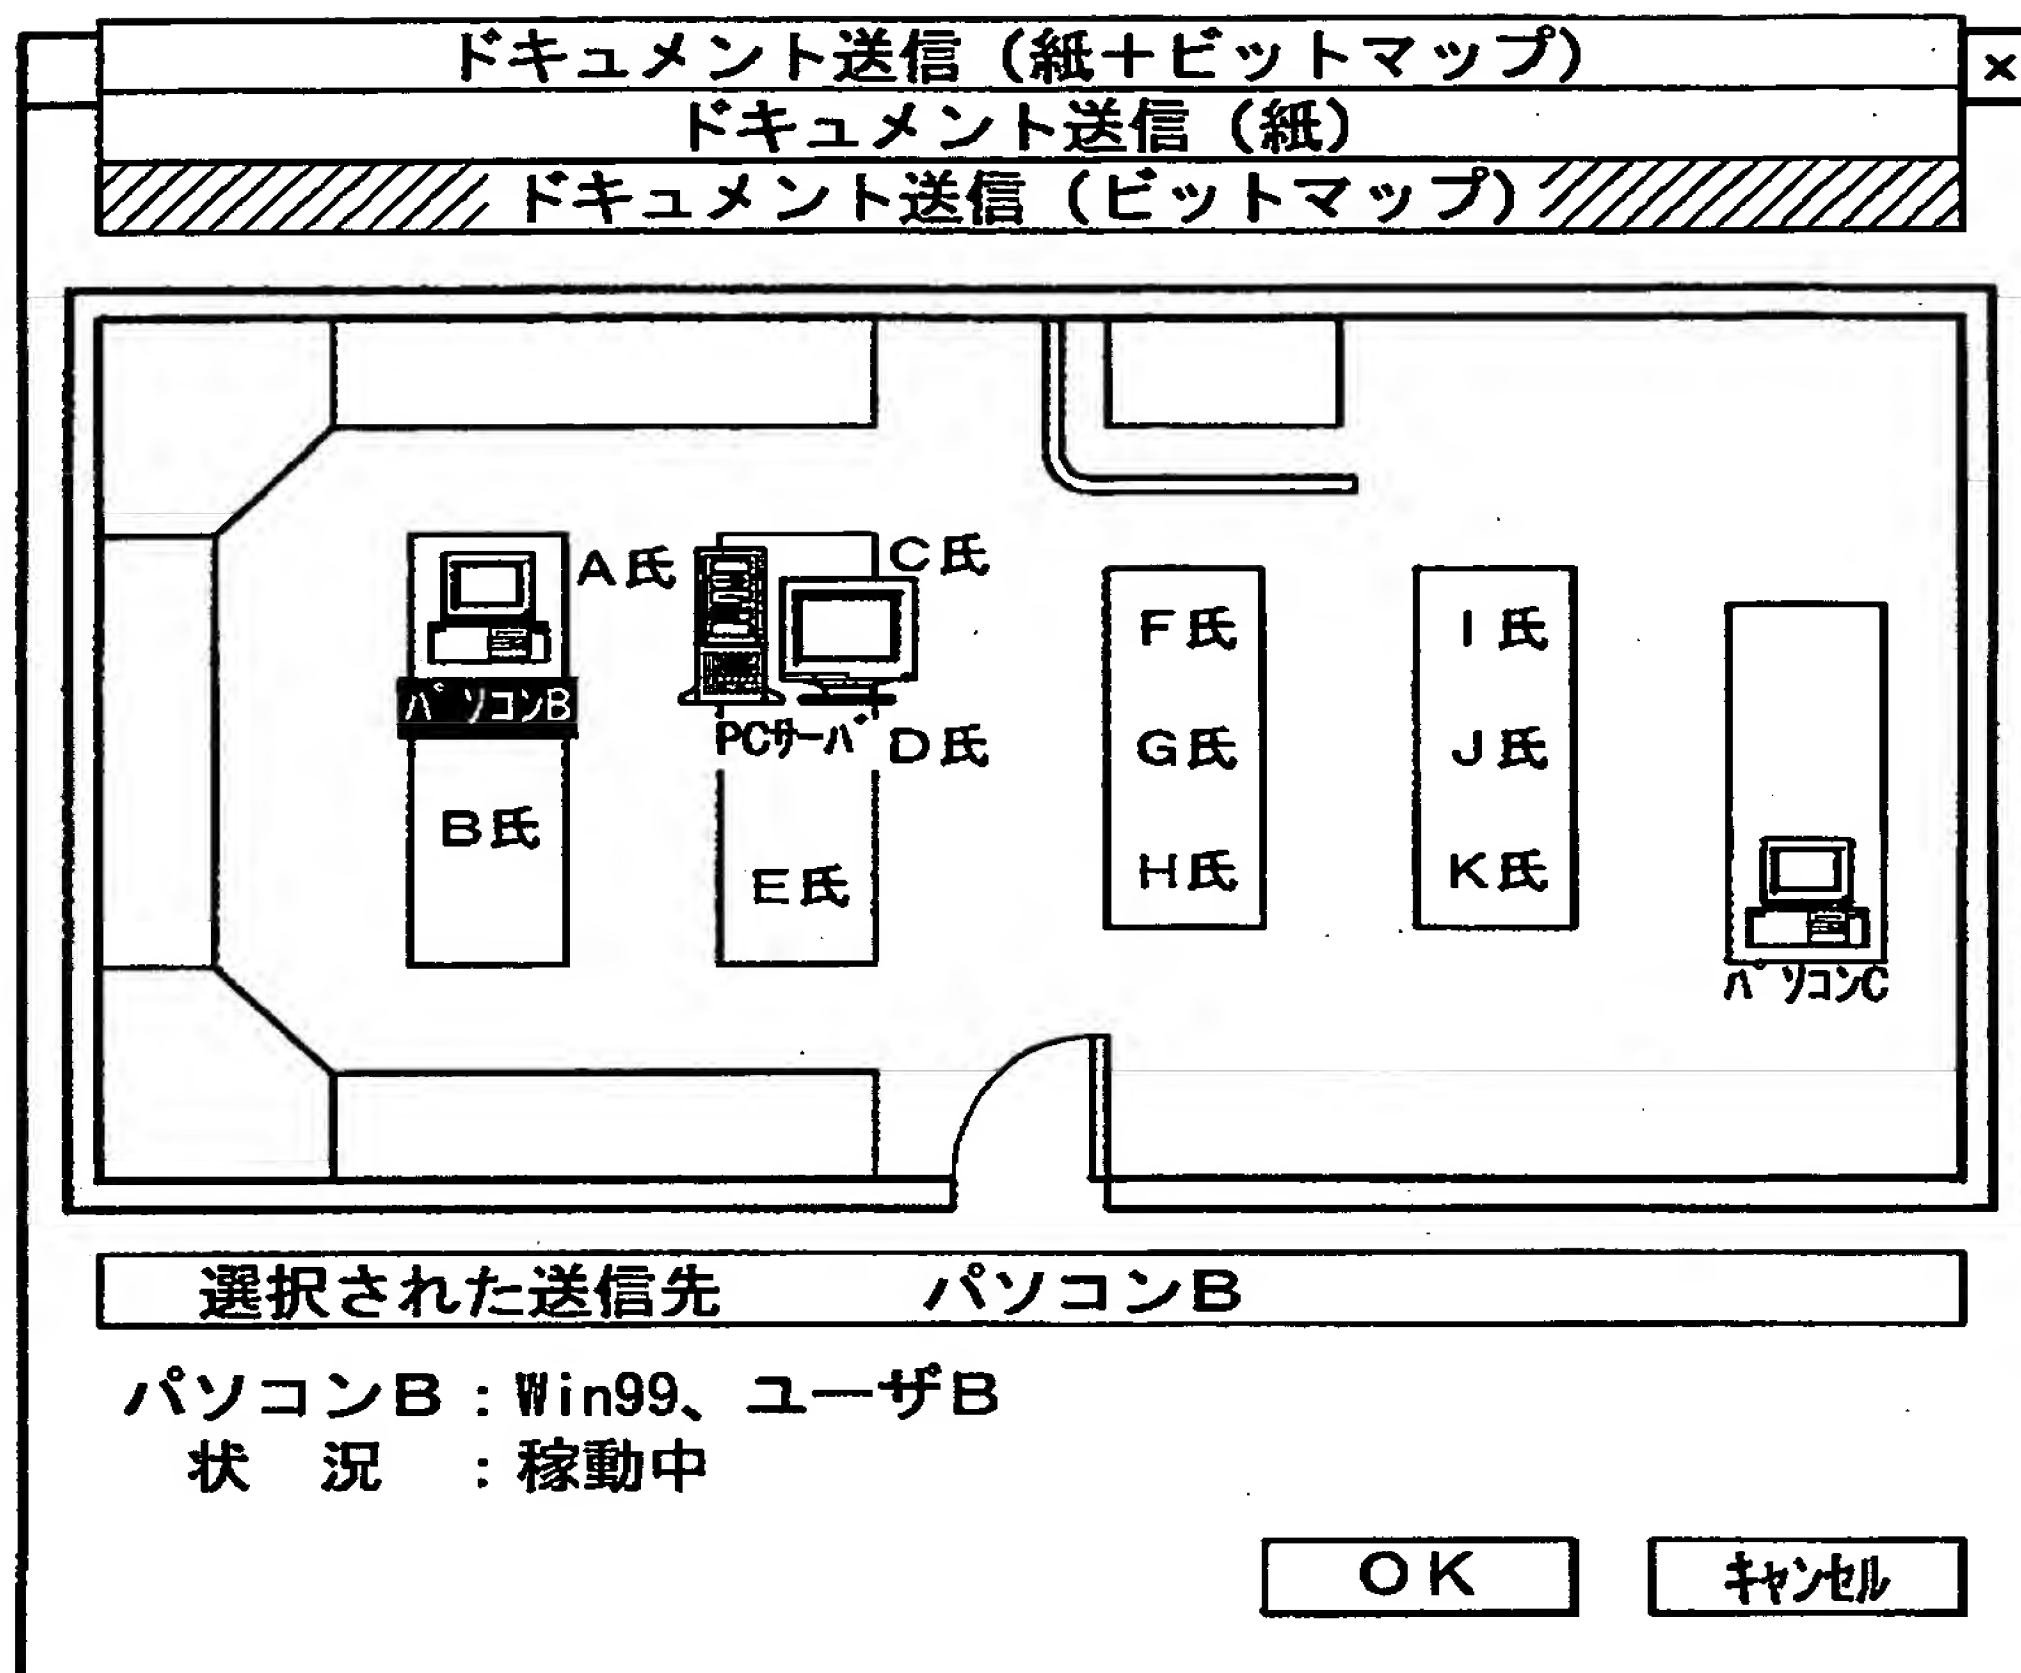 ドキュメント送信（紙＋ビットマップ）
×
ドキュメント送信（紙）
ドキュメント送信（ビットマップ）
A氏
C氏
パソコンB
PCサーバ
D氏
B氏
E氏
F氏
G氏
H氏
I氏
J氏
K氏
パソコンC
選択された送信先　パソコンB
パソコンB：Win99、ユーザB
状　況　：稼動中
OK
キャンセル